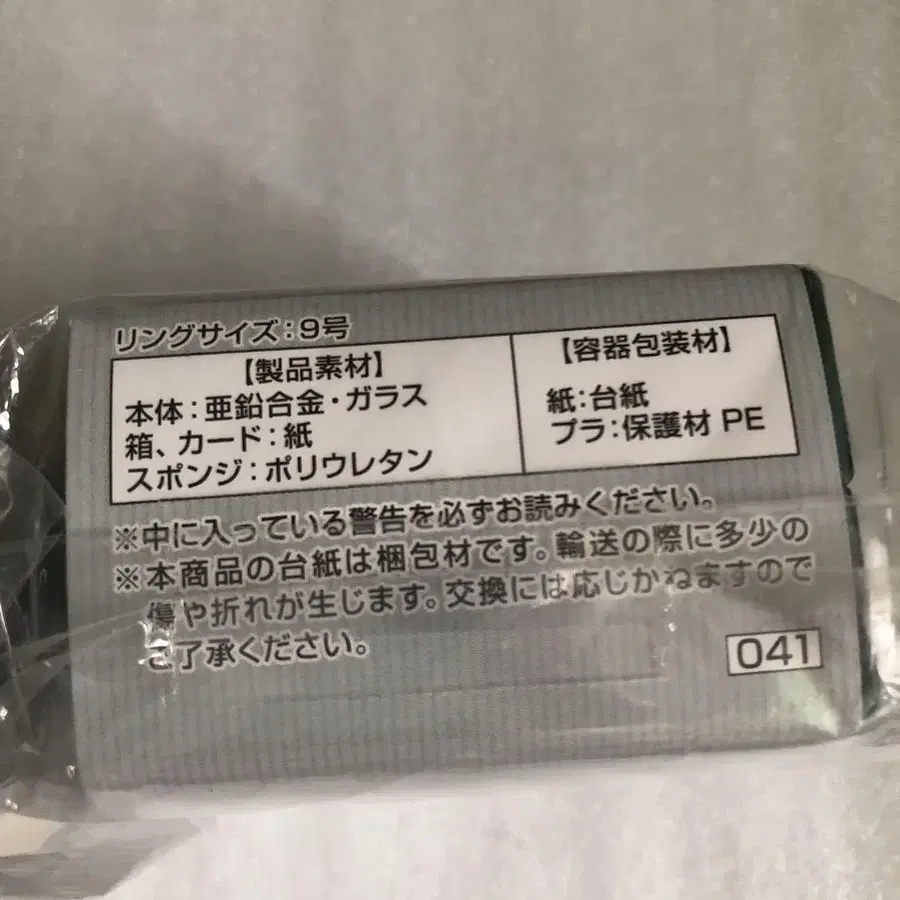 リングサイズ:9号
【製品素材】
本体:亜鉛合金・ガラス
箱、カード:紙
スポンジ:ポリウレタン
【容器包装材】
紙:台紙
プラ:保護材 PE
※中に入っている警告を必ずお読みください。
※本商品の台紙は梱包材です。輸送の際に多少の
傷や折れが生じます。交換には応じかねますので
ご了承ください。
041